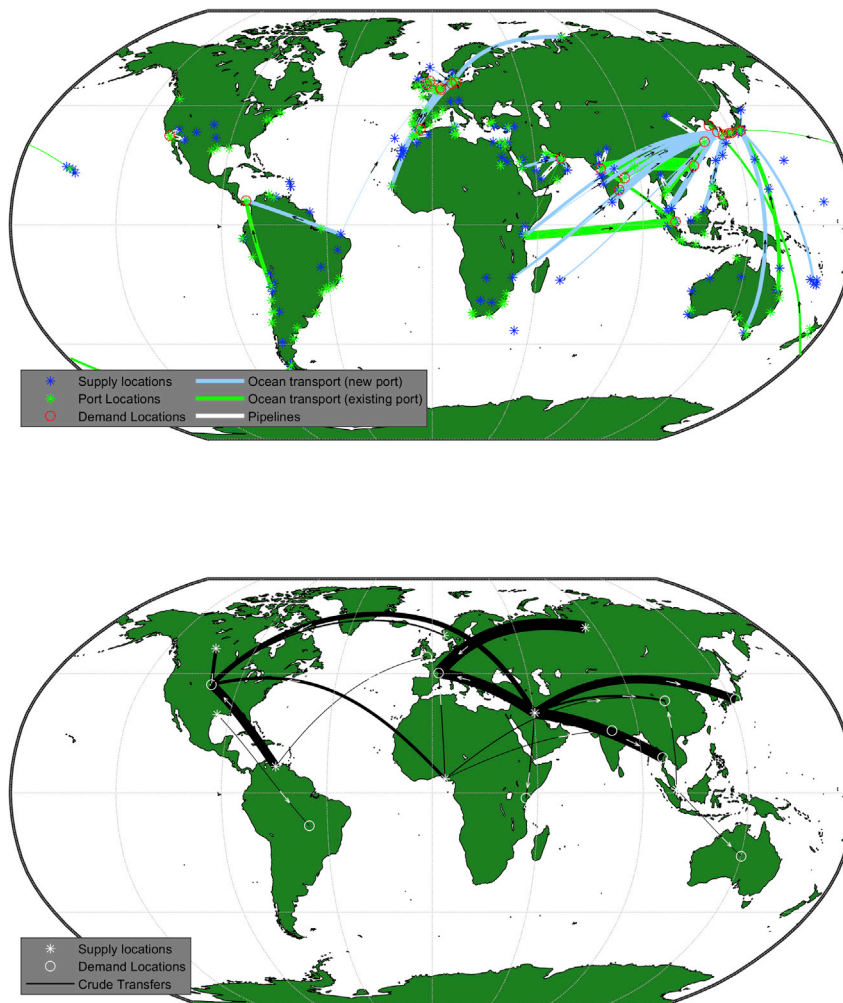 Supply locations
Ocean transport (new port)
Port Locations
Ocean transport (existing port)
Demand Locations
Pipelines
Supply locations
Demand Locations
Crude Transfers